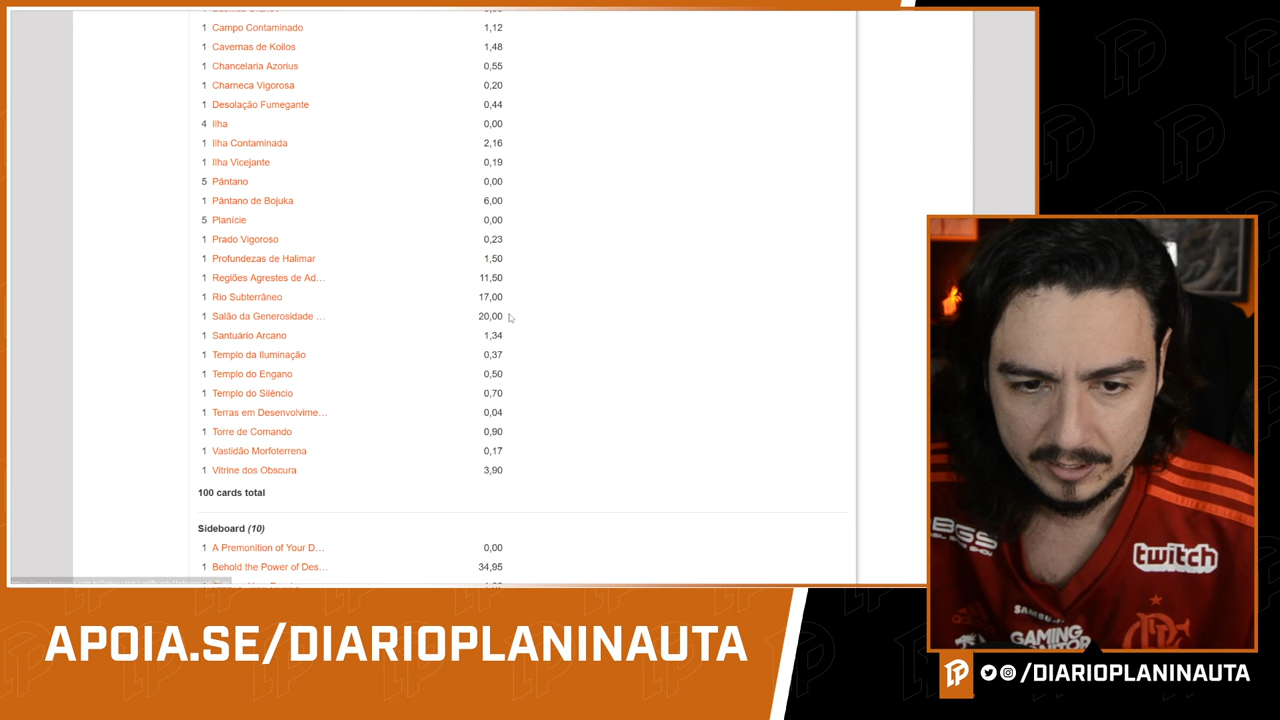 1 Campo Contaminado 1,12
1 Cavernas de Koilos 1,48
1 Chancelaria Azorius 0,55
1 Charneca Vigorosa 0,20
1 Desolação Fumegante 0,44
4 Ilha 0,00
1 Ilha Contaminada 2,16
1 Ilha Vicejante 0,19
5 Pântano 0,00
1 Pântano de Bojuka 6,00
5 Planície 0,00
1 Prado Vigoroso 0,23
1 Profundezas de Halimar 1,50
1 Regiões Agrestes de Ad... 11,50
1 Rio Subterrâneo 17,00
1 Salão da Generosidade ... 20,00
1 Santuário Arcano 1,34
1 Templo da Iluminação 0,37
1 Templo do Engano 0,50
1 Templo do Silêncio 0,70
1 Terras em Desenvolvime... 0,04
1 Torre de Comando 0,90
1 Vastidão Morfoterrena 0,17
1 Vitrine dos Obscura 3,90
100 cards total
Sideboard (10)
1 A Premonition of Your D... 0,00
1 Behold the Power of Des... 34,95
BGS
twitch
SAMSUNG
GAMING
APOIA.SE/DIARIOPLANINAUTA
/DIARIOPLANINAUTA